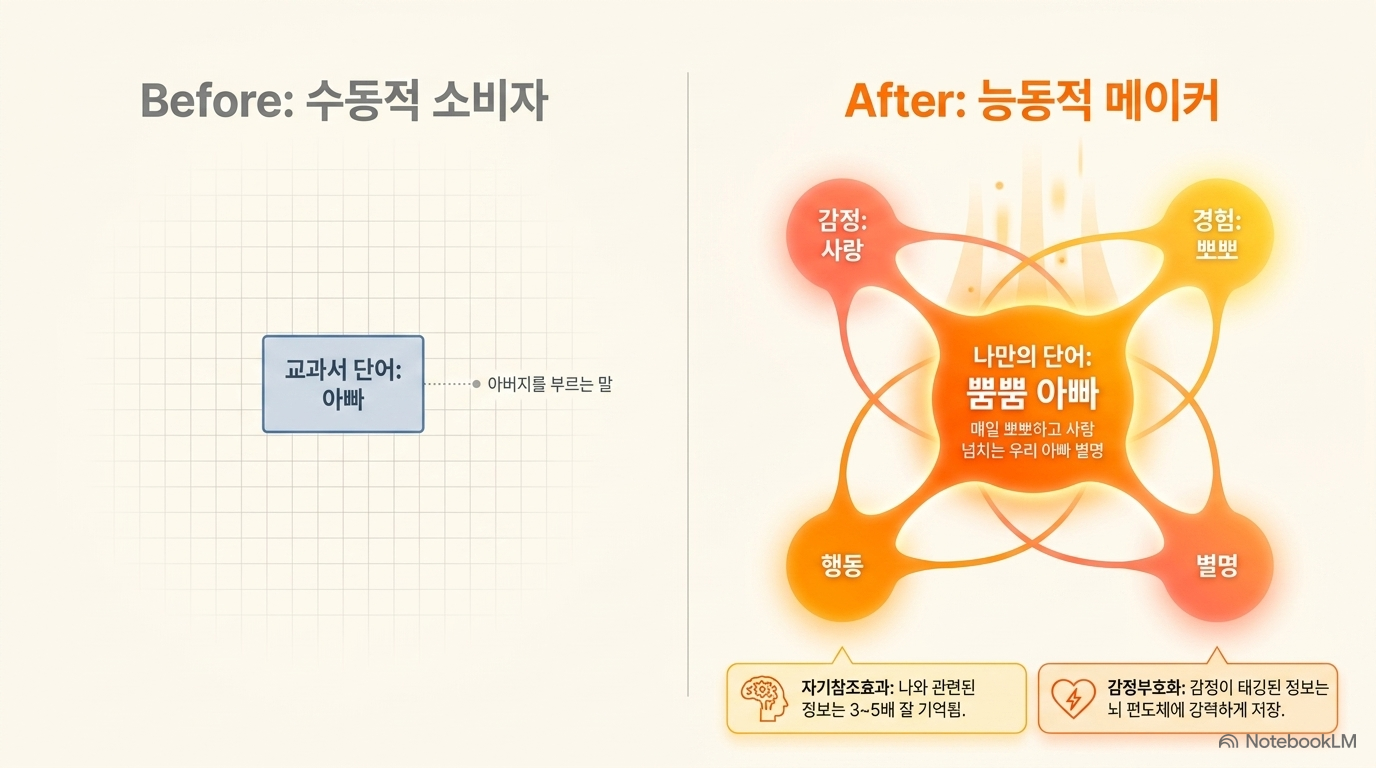 Before: 수동적 소비자
교과서 단어:
아빠
아버지를 부르는 말
After: 능동적 메이커
감정:
사랑
경험:
뽀뽀
나만의 단어:
뿜뿜 아빠
매일 뽀뽀하고 사람
넘치는 우리 아빠 별명
행동
별명
자기참조효과: 나와 관련된
정보는 3~5배 잘 기억됨.
감정부호화: 감정이 태깅된 정보는
뇌 편도체에 강력하게 저장.
NotebookLM